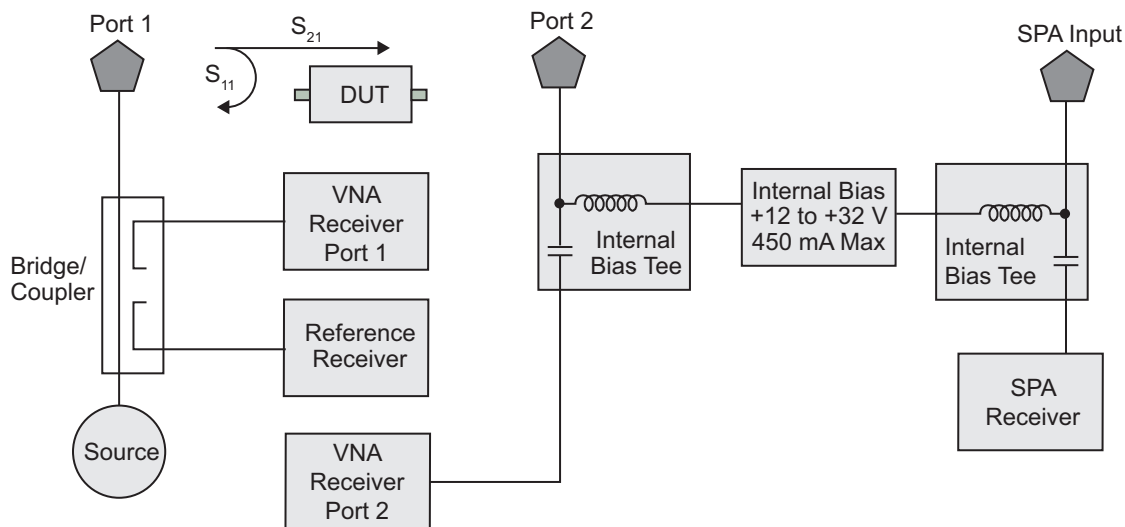 Port 1
S21
S11
DUT
Port 2
SPA Input
VNA
Receiver
Port 1
Bridge/
Coupler
Reference
Receiver
Source
VNA
Receiver
Port 2
Internal
Bias Tee
Internal Bias
+12 to +32 V
450 mA Max
Internal
Bias Tee
SPA
Receiver